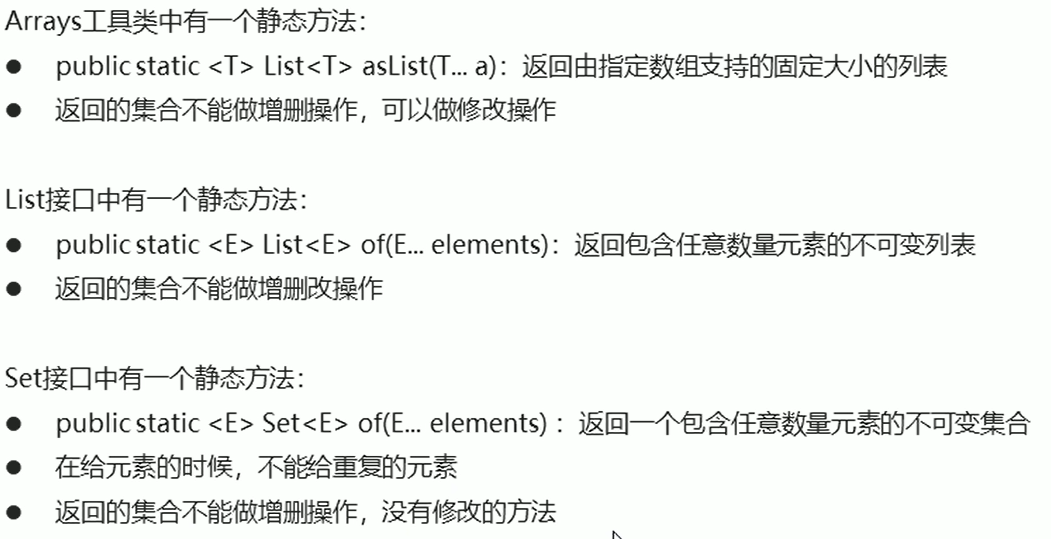 Arrays工具类中有一个静态方法：
● public static <T> List<T> asList(T... a)：返回由指定数组支持的固定大小的列表
● 返回的集合不能做增删操作，可以做修改操作
List接口中有一个静态方法：
● public static <E> List<E> of(E... elements)：返回包含任意数量元素的不可变列表
● 返回的集合不能做增删改操作
Set接口中有一个静态方法：
● public static <E> Set<E> of(E... elements) ：返回一个包含任意数量元素的不可变集合
● 在给元素的时候，不能给重复的元素
● 返回的集合不能做增删操作，没有修改的方法